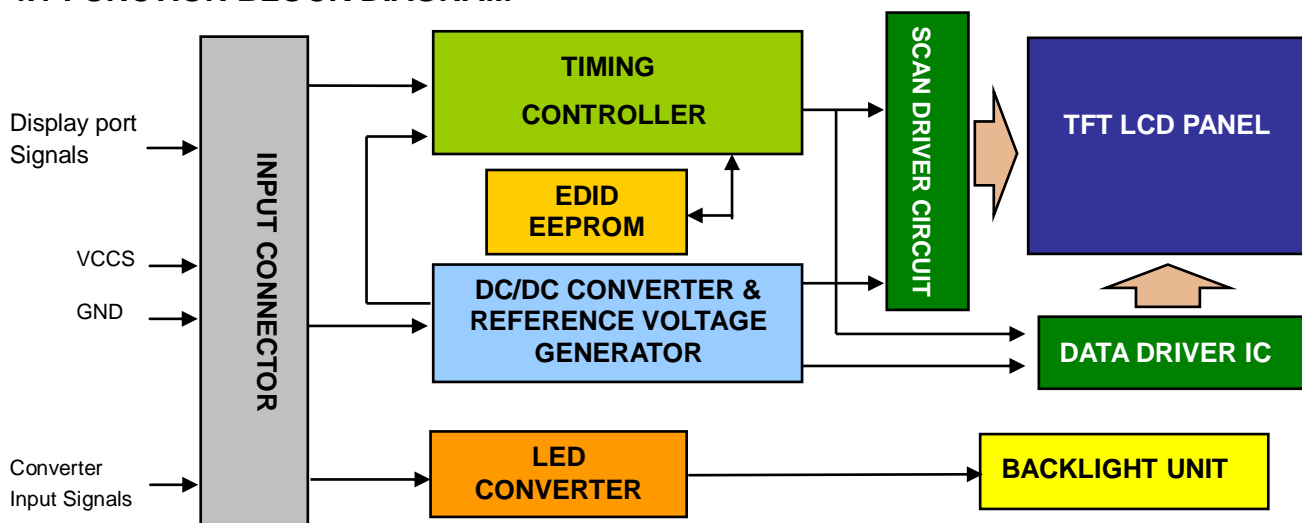 TIMING
CONTROLLER
SCAN DRIVER CIRCUIT
TFT LCD PANEL
Display port
Signals
INPUT CONNECTOR
EDID
EEPROM
VCCS
GND
DC/DC CONVERTER &
REFERENCE VOLTAGE
GENERATOR
DATA DRIVER IC
Converter
Input Signals
LED
CONVERTER
BACKLIGHT UNIT